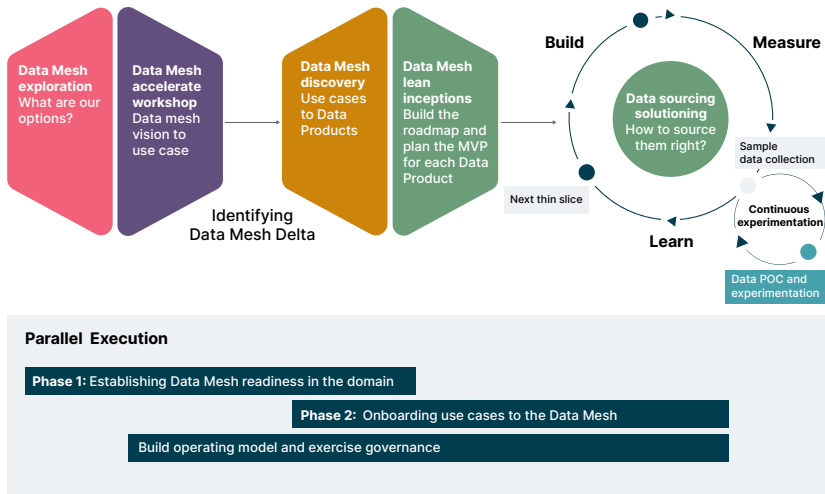 Data Mesh
exploration
What are our
options?
Data Mesh
accelerate
workshop
Data mesh
vision to
use case
Identifying
Data Mesh Delta
Data Mesh
discovery
Use cases
to Data
Products
Data Mesh
lean
inceptions
Build the
roadmap and
plan the MVP
for each Data
Product
Build
Measure
Learn
Data sourcing
solutioning
How to source
them right?
Sample
data collection
Next thin slice
Continuous
experimentation
Data POC and
experimentation
Parallel Execution
Phase 1: Establishing Data Mesh readiness in the domain
Phase 2: Onboarding use cases to the Data Mesh
Build operating model and exercise governance